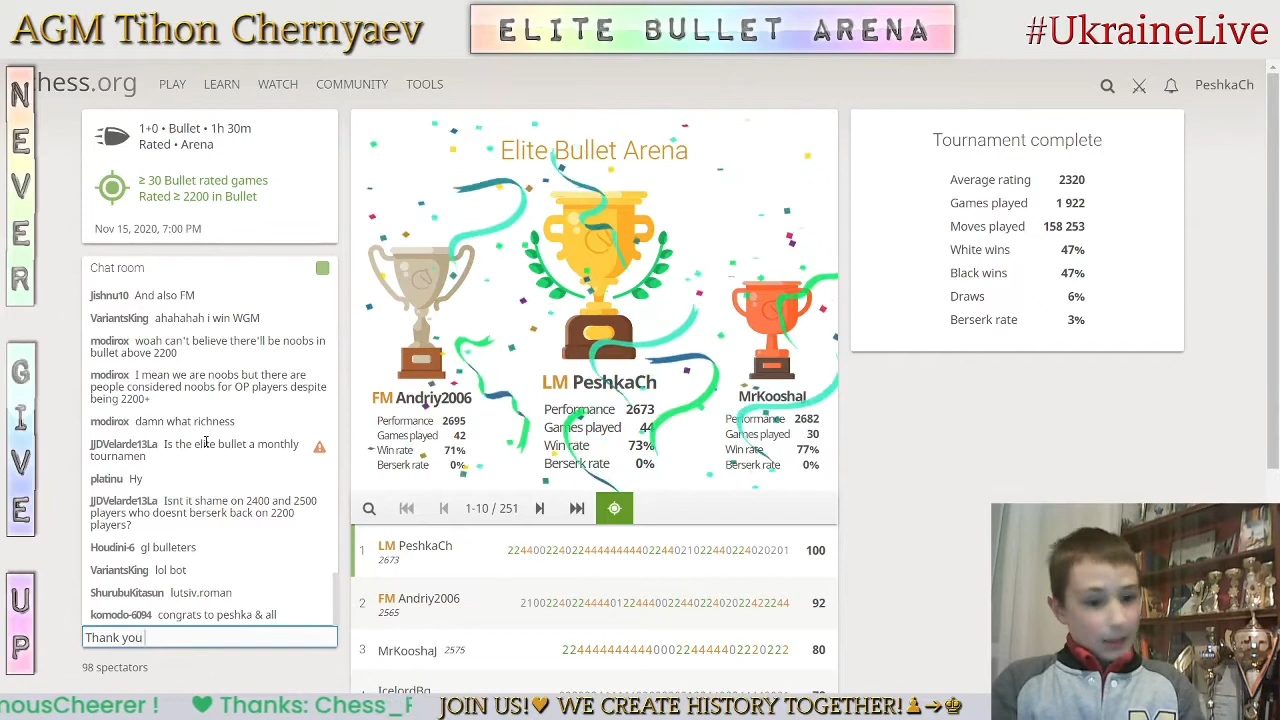 AGM Tihon Chernyaev
ELITE BULLET ARENA
#UkraineLive
NEVER
GIVE
UP
hess.org
PLAY LEARN WATCH COMMUNITY TOOLS
PeshkaCh
1+0 • Bullet • 1h 30m
Rated • Arena
≥ 30 Bullet rated games
Rated ≥ 2200 in Bullet
Nov 15, 2020, 7:00 PM
Chat room
Jishnu10 And also FM
VariantsKing ahahahah i win WGM
modirox woah can't believe there'll be noobs in
bullet above 2200
modirox I mean we are noobs but there are
people considered noobs for OP players despite
being 2200+
modirox damn what richness
JJDVelarde13La Is the elite bullet a monthly
tournamen
platinu Hy
JJDVelarde13La Isnt it shame on 2400 and 2500
players who doesnt berserk back on 2200
players?
Houdini-6 gl bulleters
VariantsKing lol bot
ShurubuKitasun lutsiv.roman
komodo-6094 congrats to peshka & all
Thank you
98 spectators
Elite Bullet Arena
FM Andriy2006
Performance 2695
Games played 42
Win rate 71%
Berserk rate 0%
LM PeshkaCh
Performance 2673
Games played 44
Win rate 73%
Berserk rate 0%
MrKooshaJ
Performance 2682
Games played 30
Win rate 77%
Berserk rate 0%
1-10 / 251
1 LM PeshkaCh 100
2673
2 FM Andriy2006 92
2565
3 MrKooshaJ 2575 80
Tournament complete
Average rating 2320
Games played 1 922
Moves played 158 253
White wins 47%
Black wins 47%
Draws 6%
Berserk rate 3%
mousCheerer ! Thanks: Chess_
JOIN US! WE CREATE HISTORY TOGETHER!